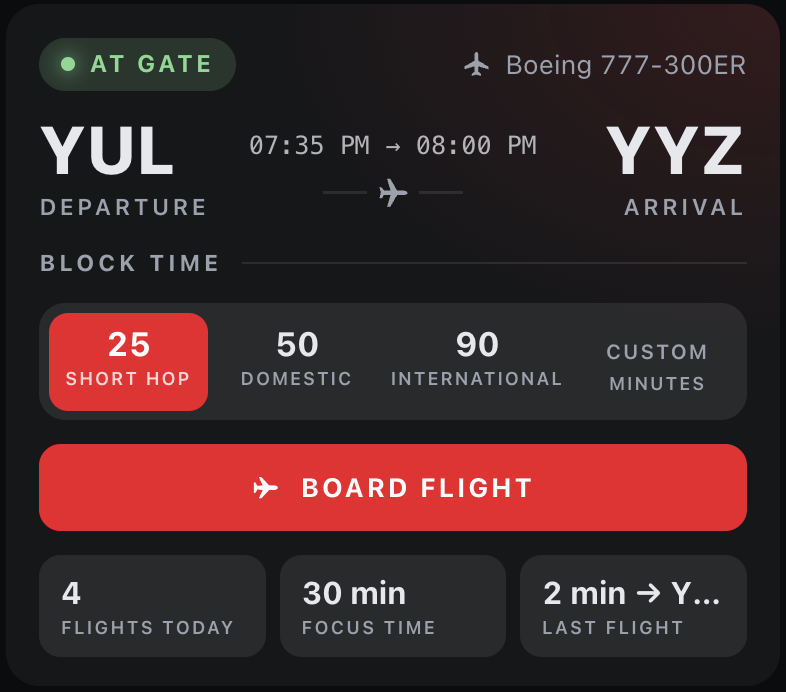 AT GATE
Boeing 777-300ER
YUL
07:35 PM → 08:00 PM
YYZ
DEPARTURE
ARRIVAL
BLOCK TIME
25
SHORT HOP
50
DOMESTIC
90
INTERNATIONAL
CUSTOM
MINUTES
BOARD FLIGHT
4
FLIGHTS TODAY
30 min
FOCUS TIME
2 min → Y...
LAST FLIGHT